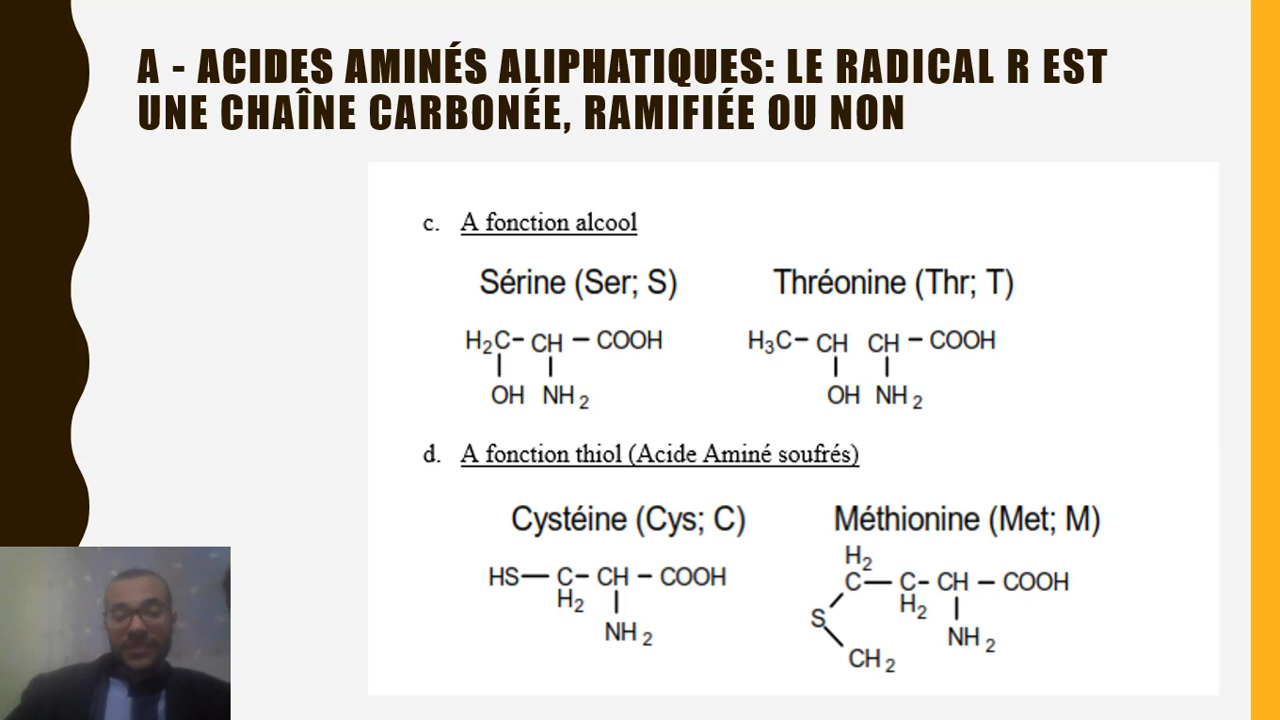 A - ACIDES AMINÉS ALIPHATIQUES: LE RADICAL R EST
UNE CHAÎNE CARBONÉE, RAMIFIÉE OU NON
c. A fonction alcool
Sérine (Ser; S) Thréonine (Thr; T)
H₂C – CH – COOH H₃C – CH CH – COOH
OH NH₂ OH NH₂
d. A fonction thiol (Acide Aminé soufrés)
Cystéine (Cys; C) Méthionine (Met; M)
H₂
HS — C – CH – COOH C — C – CH – COOH
H₂ H₂
S
NH₂ NH₂
CH₂